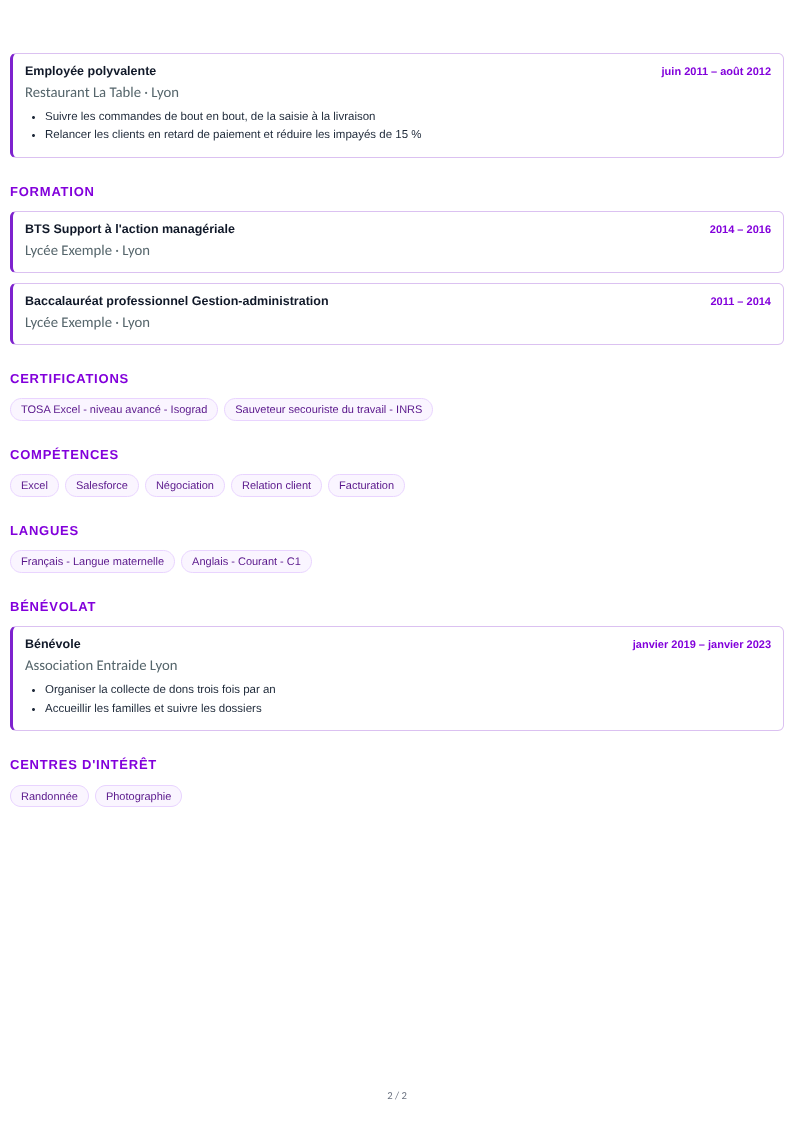 Employée polyvalente juin 2011 – août 2012
Restaurant La Table · Lyon
• Suivre les commandes de bout en bout, de la saisie à la livraison
• Relancer les clients en retard de paiement et réduire les impayés de 15 %
FORMATION
BTS Support à l'action managériale 2014 – 2016
Lycée Exemple · Lyon
Baccalauréat professionnel Gestion-administration 2011 – 2014
Lycée Exemple · Lyon
CERTIFICATIONS
TOSA Excel - niveau avancé - Isograd Sauveteur secouriste du travail - INRS
COMPÉTENCES
Excel Salesforce Négociation Relation client Facturation
LANGUES
Français - Langue maternelle Anglais - Courant - C1
BÉNÉVOLAT
Bénévole janvier 2019 – janvier 2023
Association Entraide Lyon
• Organiser la collecte de dons trois fois par an
• Accueillir les familles et suivre les dossiers
CENTRES D'INTÉRÊT
Randonnée Photographie
2 / 2